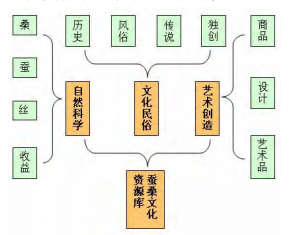 桑
历史
风俗
传说
独创
商品
蚕
丝
收益
自然科学
文化民俗
艺术创造
设计
艺术品
蚕桑文化
资源库